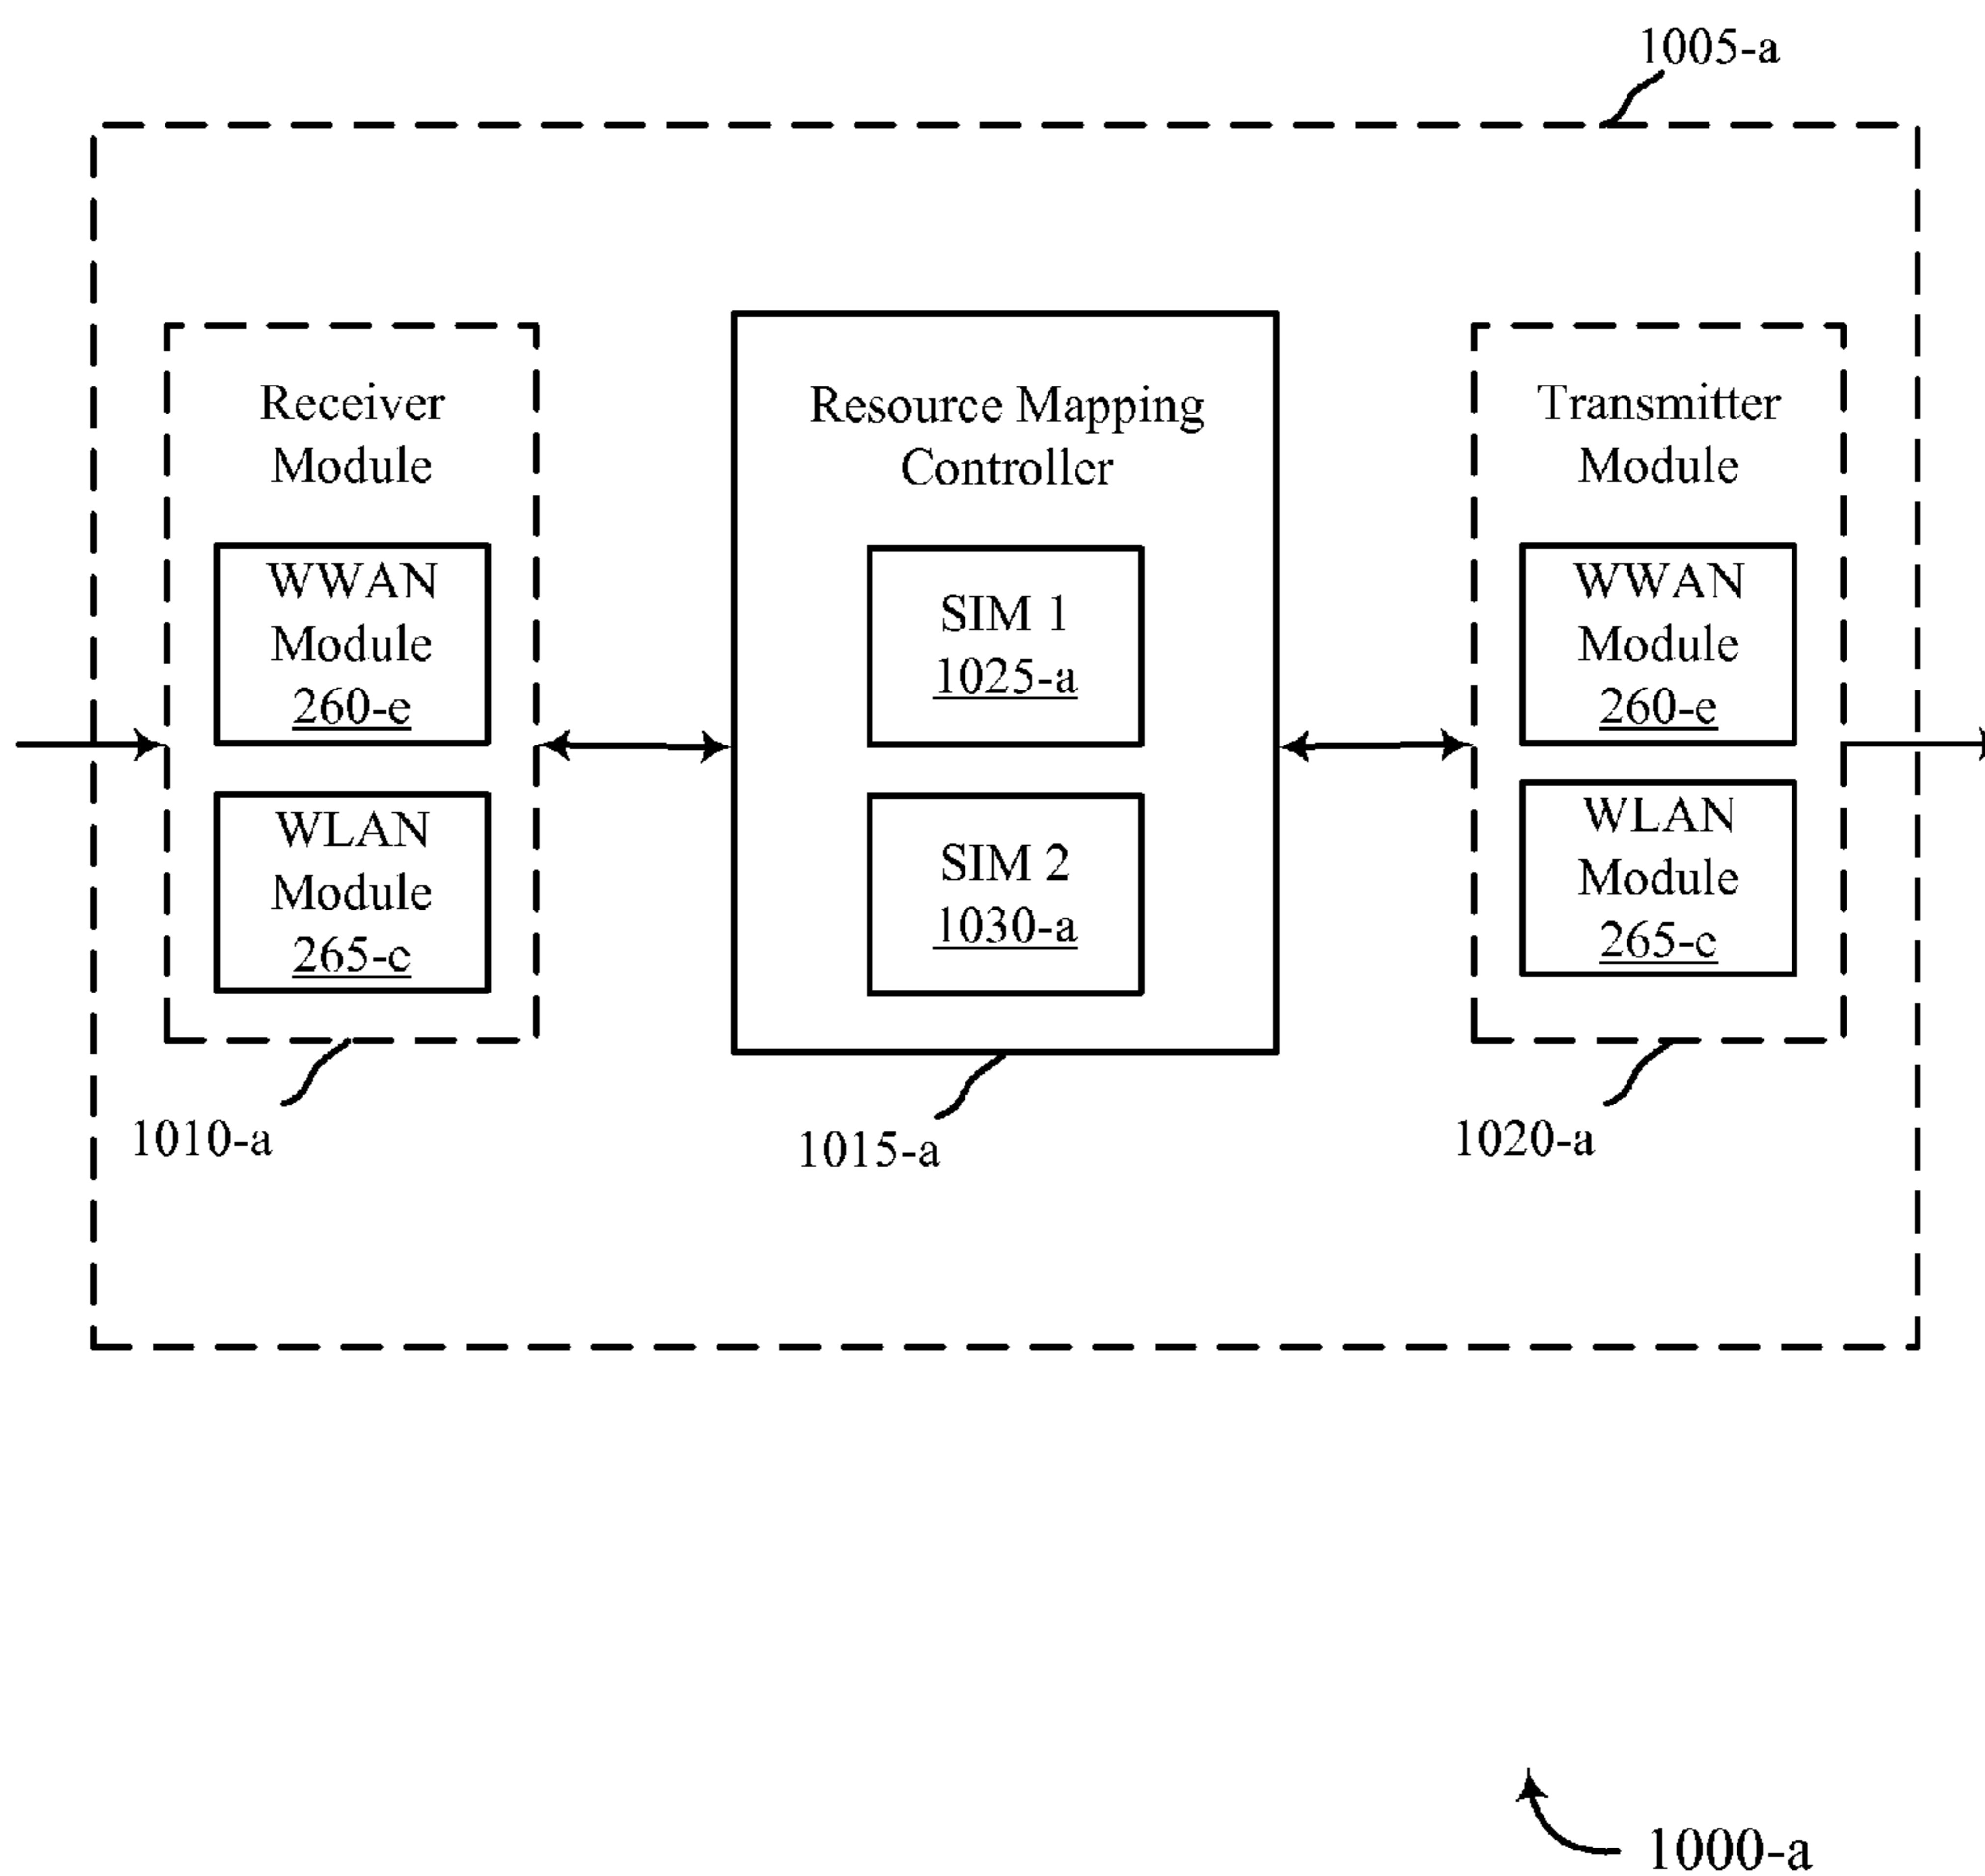 1005-a
Receiver
Module
WWAN
Module
260-e
WLAN
Module
265-c
1010-a
Resource Mapping
Controller
SIM 1
1025-a
SIM 2
1030-a
1015-a
Transmitter
Module
WWAN
Module
260-e
WLAN
Module
265-c
1020-a
1000-a